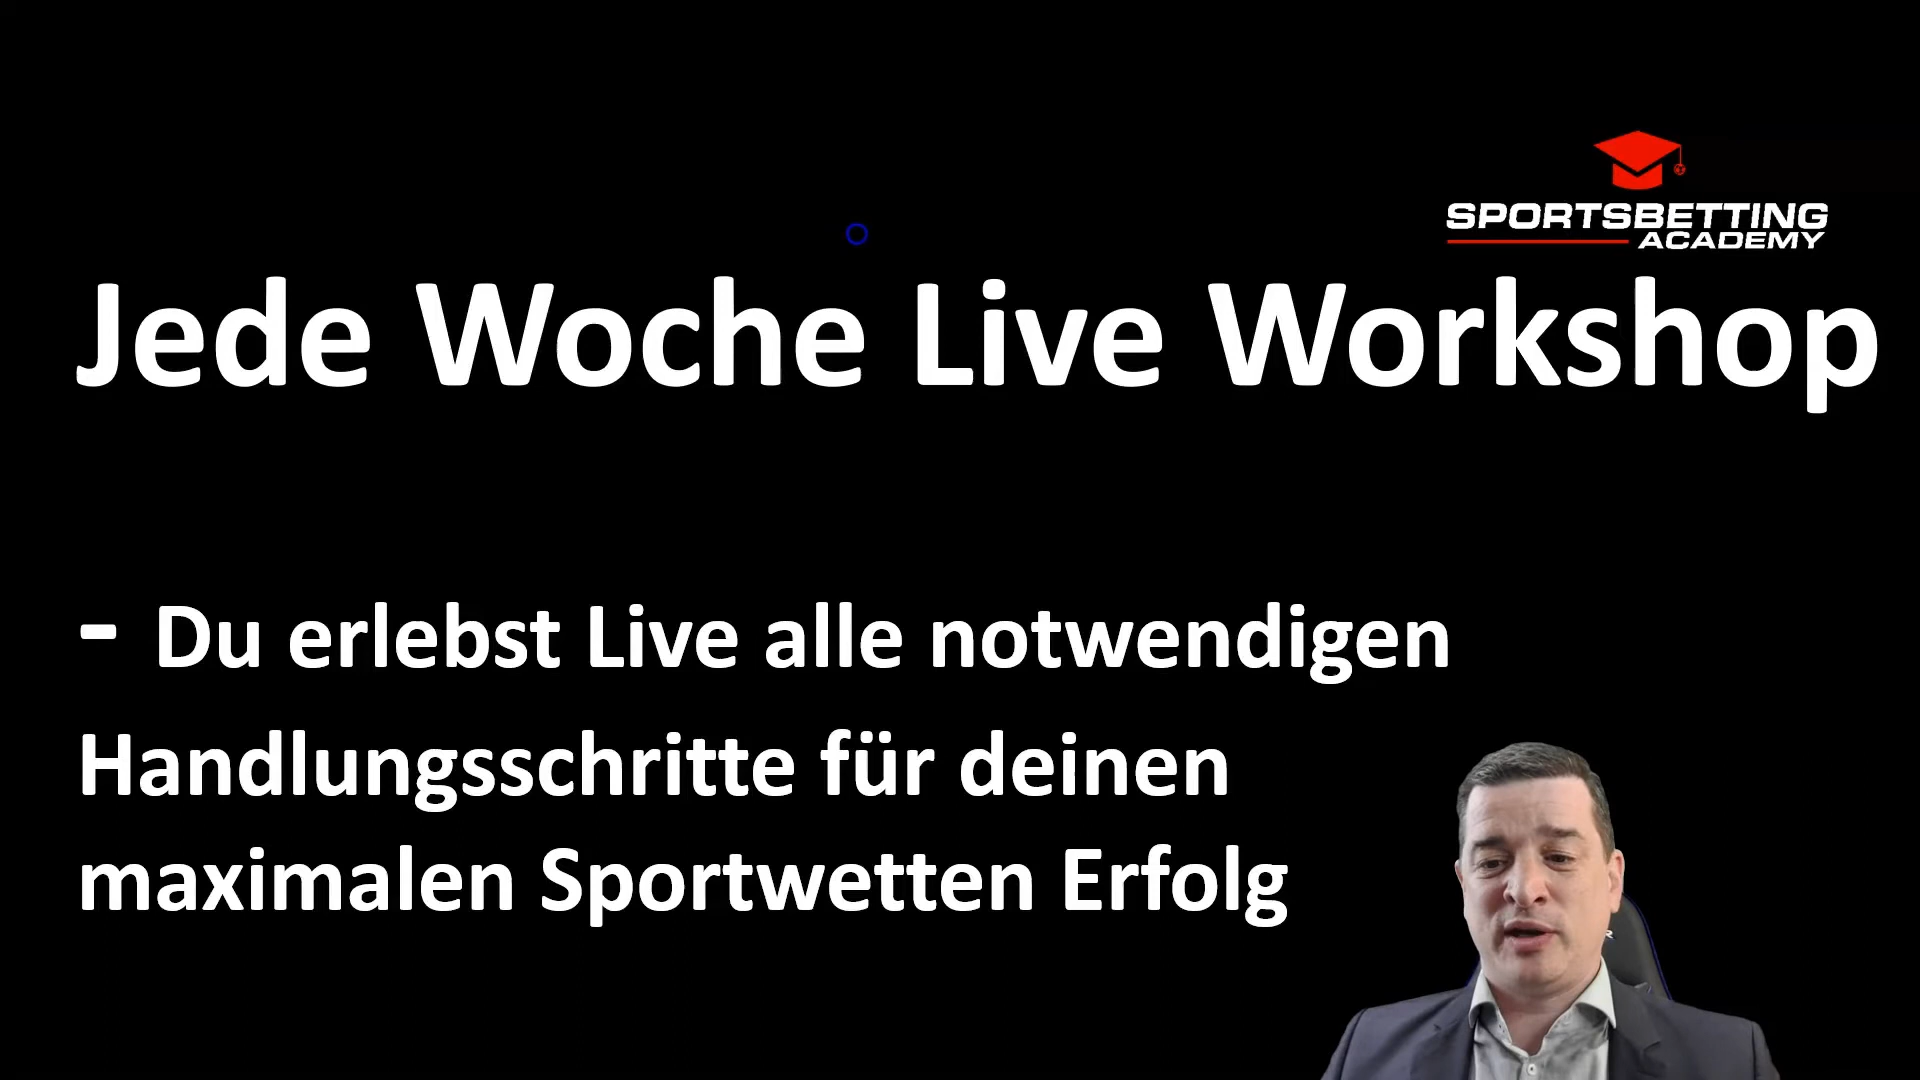 SPORTSBETTING
ACADEMY
Jede Woche Live Workshop
- Du erlebst Live alle notwendigen
Handlungsschritte für deinen
maximalen Sportwetten Erfolg